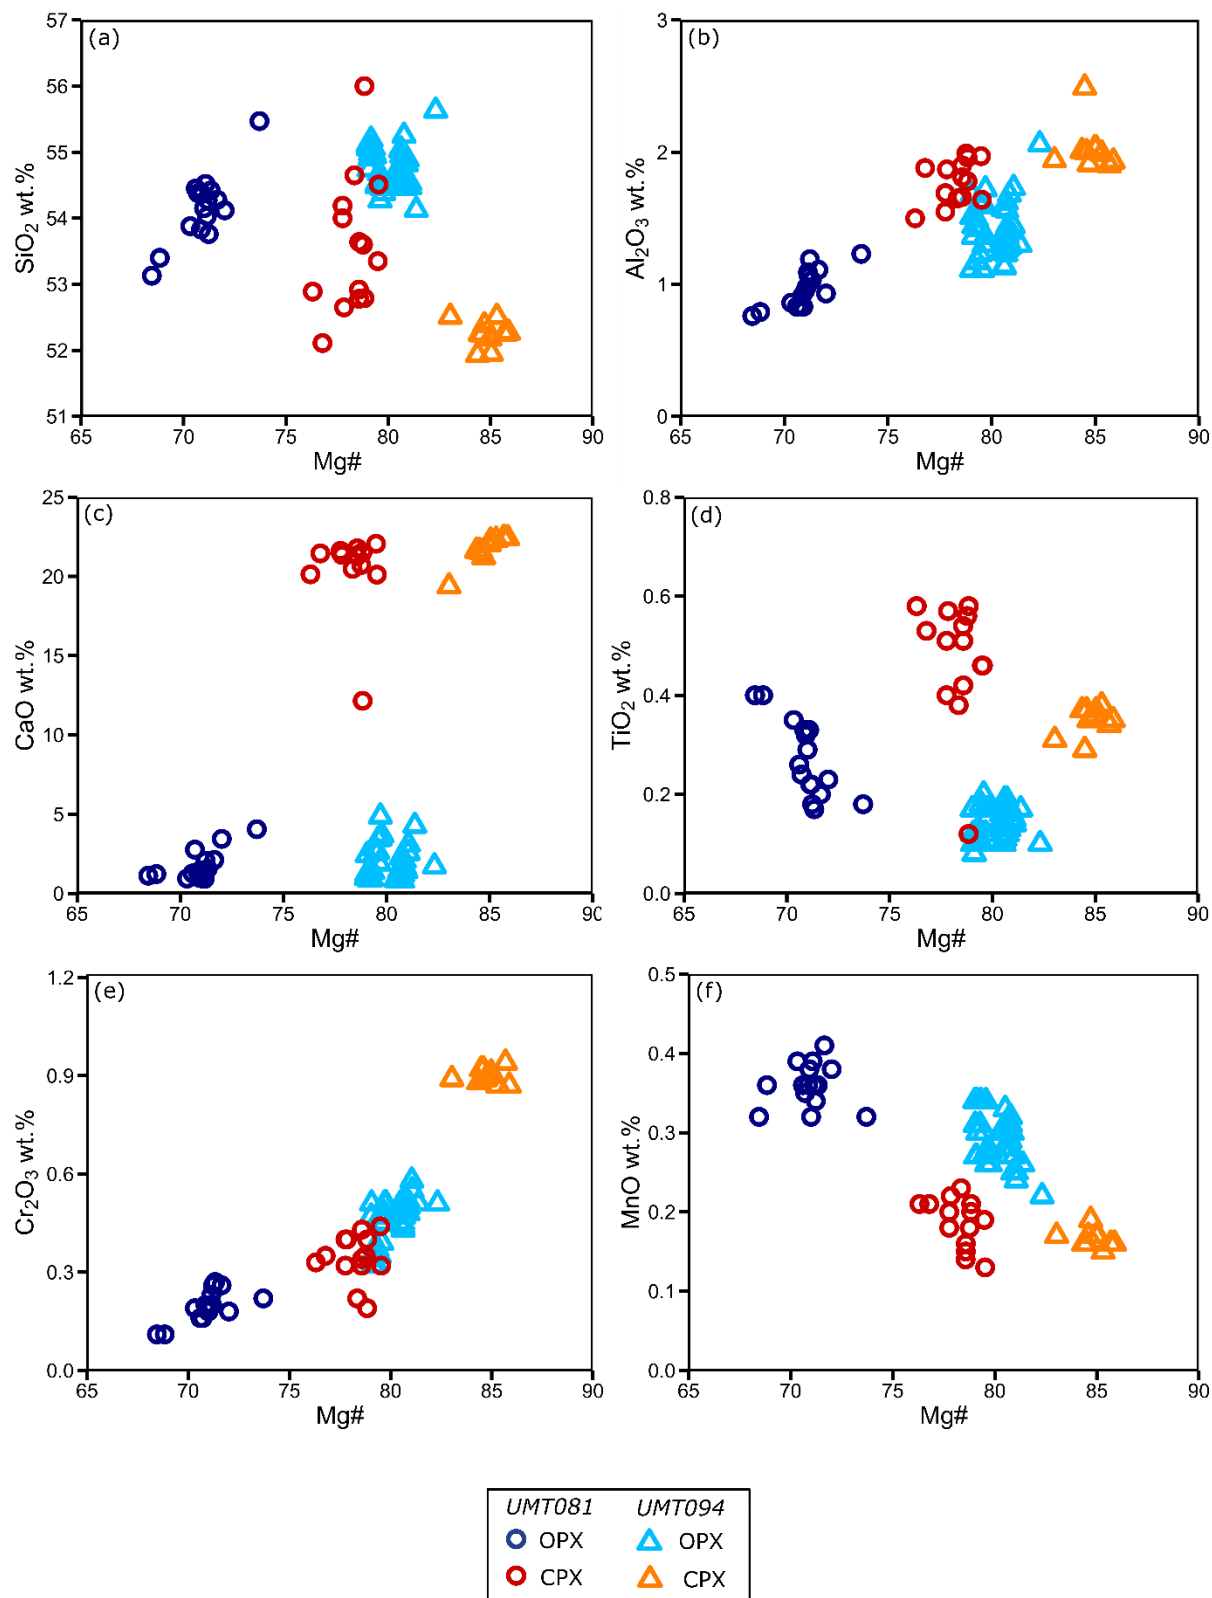 (a)
57
56
55
54
53
52
51
SiO2 wt.%
65 70 75 80 85 90
Mg#
(b)
3
2
1
0
Al2O3 wt.%
65 70 75 80 85 90
Mg#
(c)
25
20
15
10
5
0
CaO wt.%
65 70 75 80 85 90
Mg#
(d)
0.8
0.6
0.4
0.2
0.0
TiO2 wt.%
65 70 75 80 85 90
Mg#
(e)
1.2
0.9
0.6
0.3
0.0
Cr2O3 wt.%
65 70 75 80 85 90
Mg#
(f)
0.5
0.4
0.3
0.2
0.1
0.0
MnO wt.%
65 70 75 80 85 90
Mg#
UMT081 UMT094
OPX OPX
CPX CPX